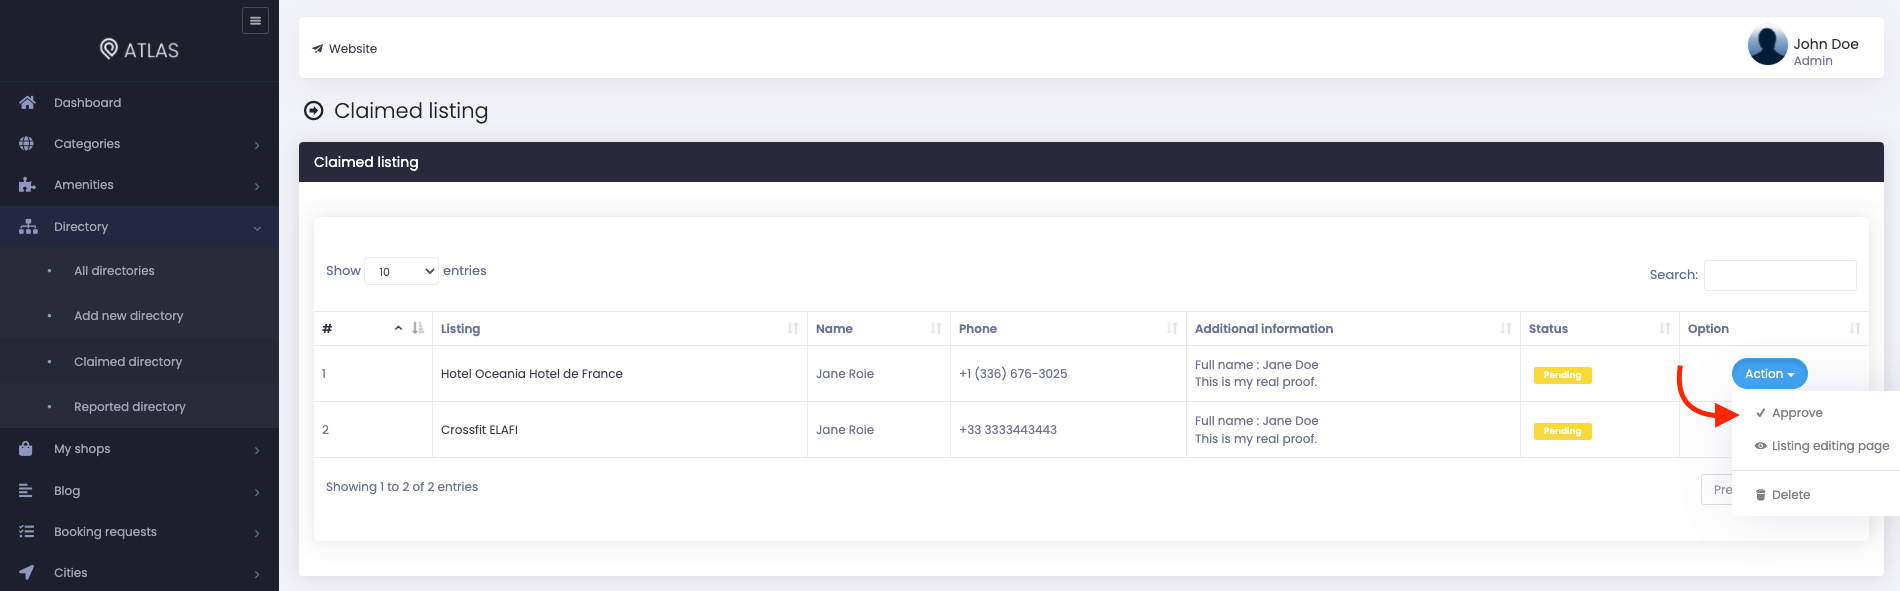 ATLAS
Dashboard
Categories
Amenities
Directory
All directories
Add new directory
Claimed directory
Reported directory
My shops
Blog
Booking requests
Cities
Website
John Doe
Admin
Claimed listing
Claimed listing
Show 10 entries
Search:
# Listing Name Phone Additional information Status Option
1 Hotel Oceania Hotel de France Jane Roie +1 (336) 676-3025 Full name : Jane Doe Pending Action
This is my real proof.
2 Crossfit ELAFI Jane Roie +33 3333443443 Full name : Jane Doe Pending
This is my real proof.
Approve
Listing editing page
Delete
Showing 1 to 2 of 2 entries
Pre